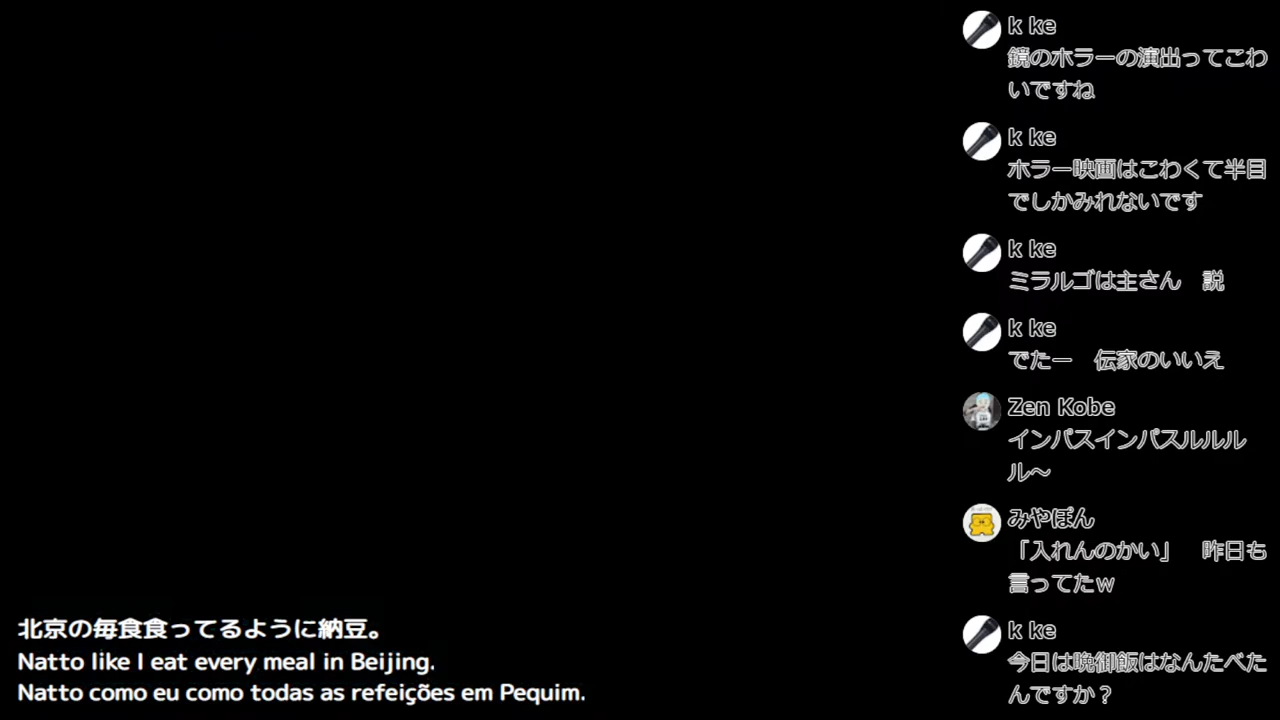 k ke
鏡のホラーの演出ってこわ
いですね
k ke
ホラー映画はこわくて半目
でしかみれないです
k ke
ミラルゴは主さん　説
k ke
でたー　伝家のいいえ
Zen Kobe
インパスインパスルルル
ル〜
みやぽん
「入れんのかい」　昨日も
言ってたｗ
k ke
今日は晩御飯はなんたべた
んですか？
北京の毎食食ってるように納豆。
Natto like I eat every meal in Beijing.
Natto como eu como todas as refeições em Pequim.